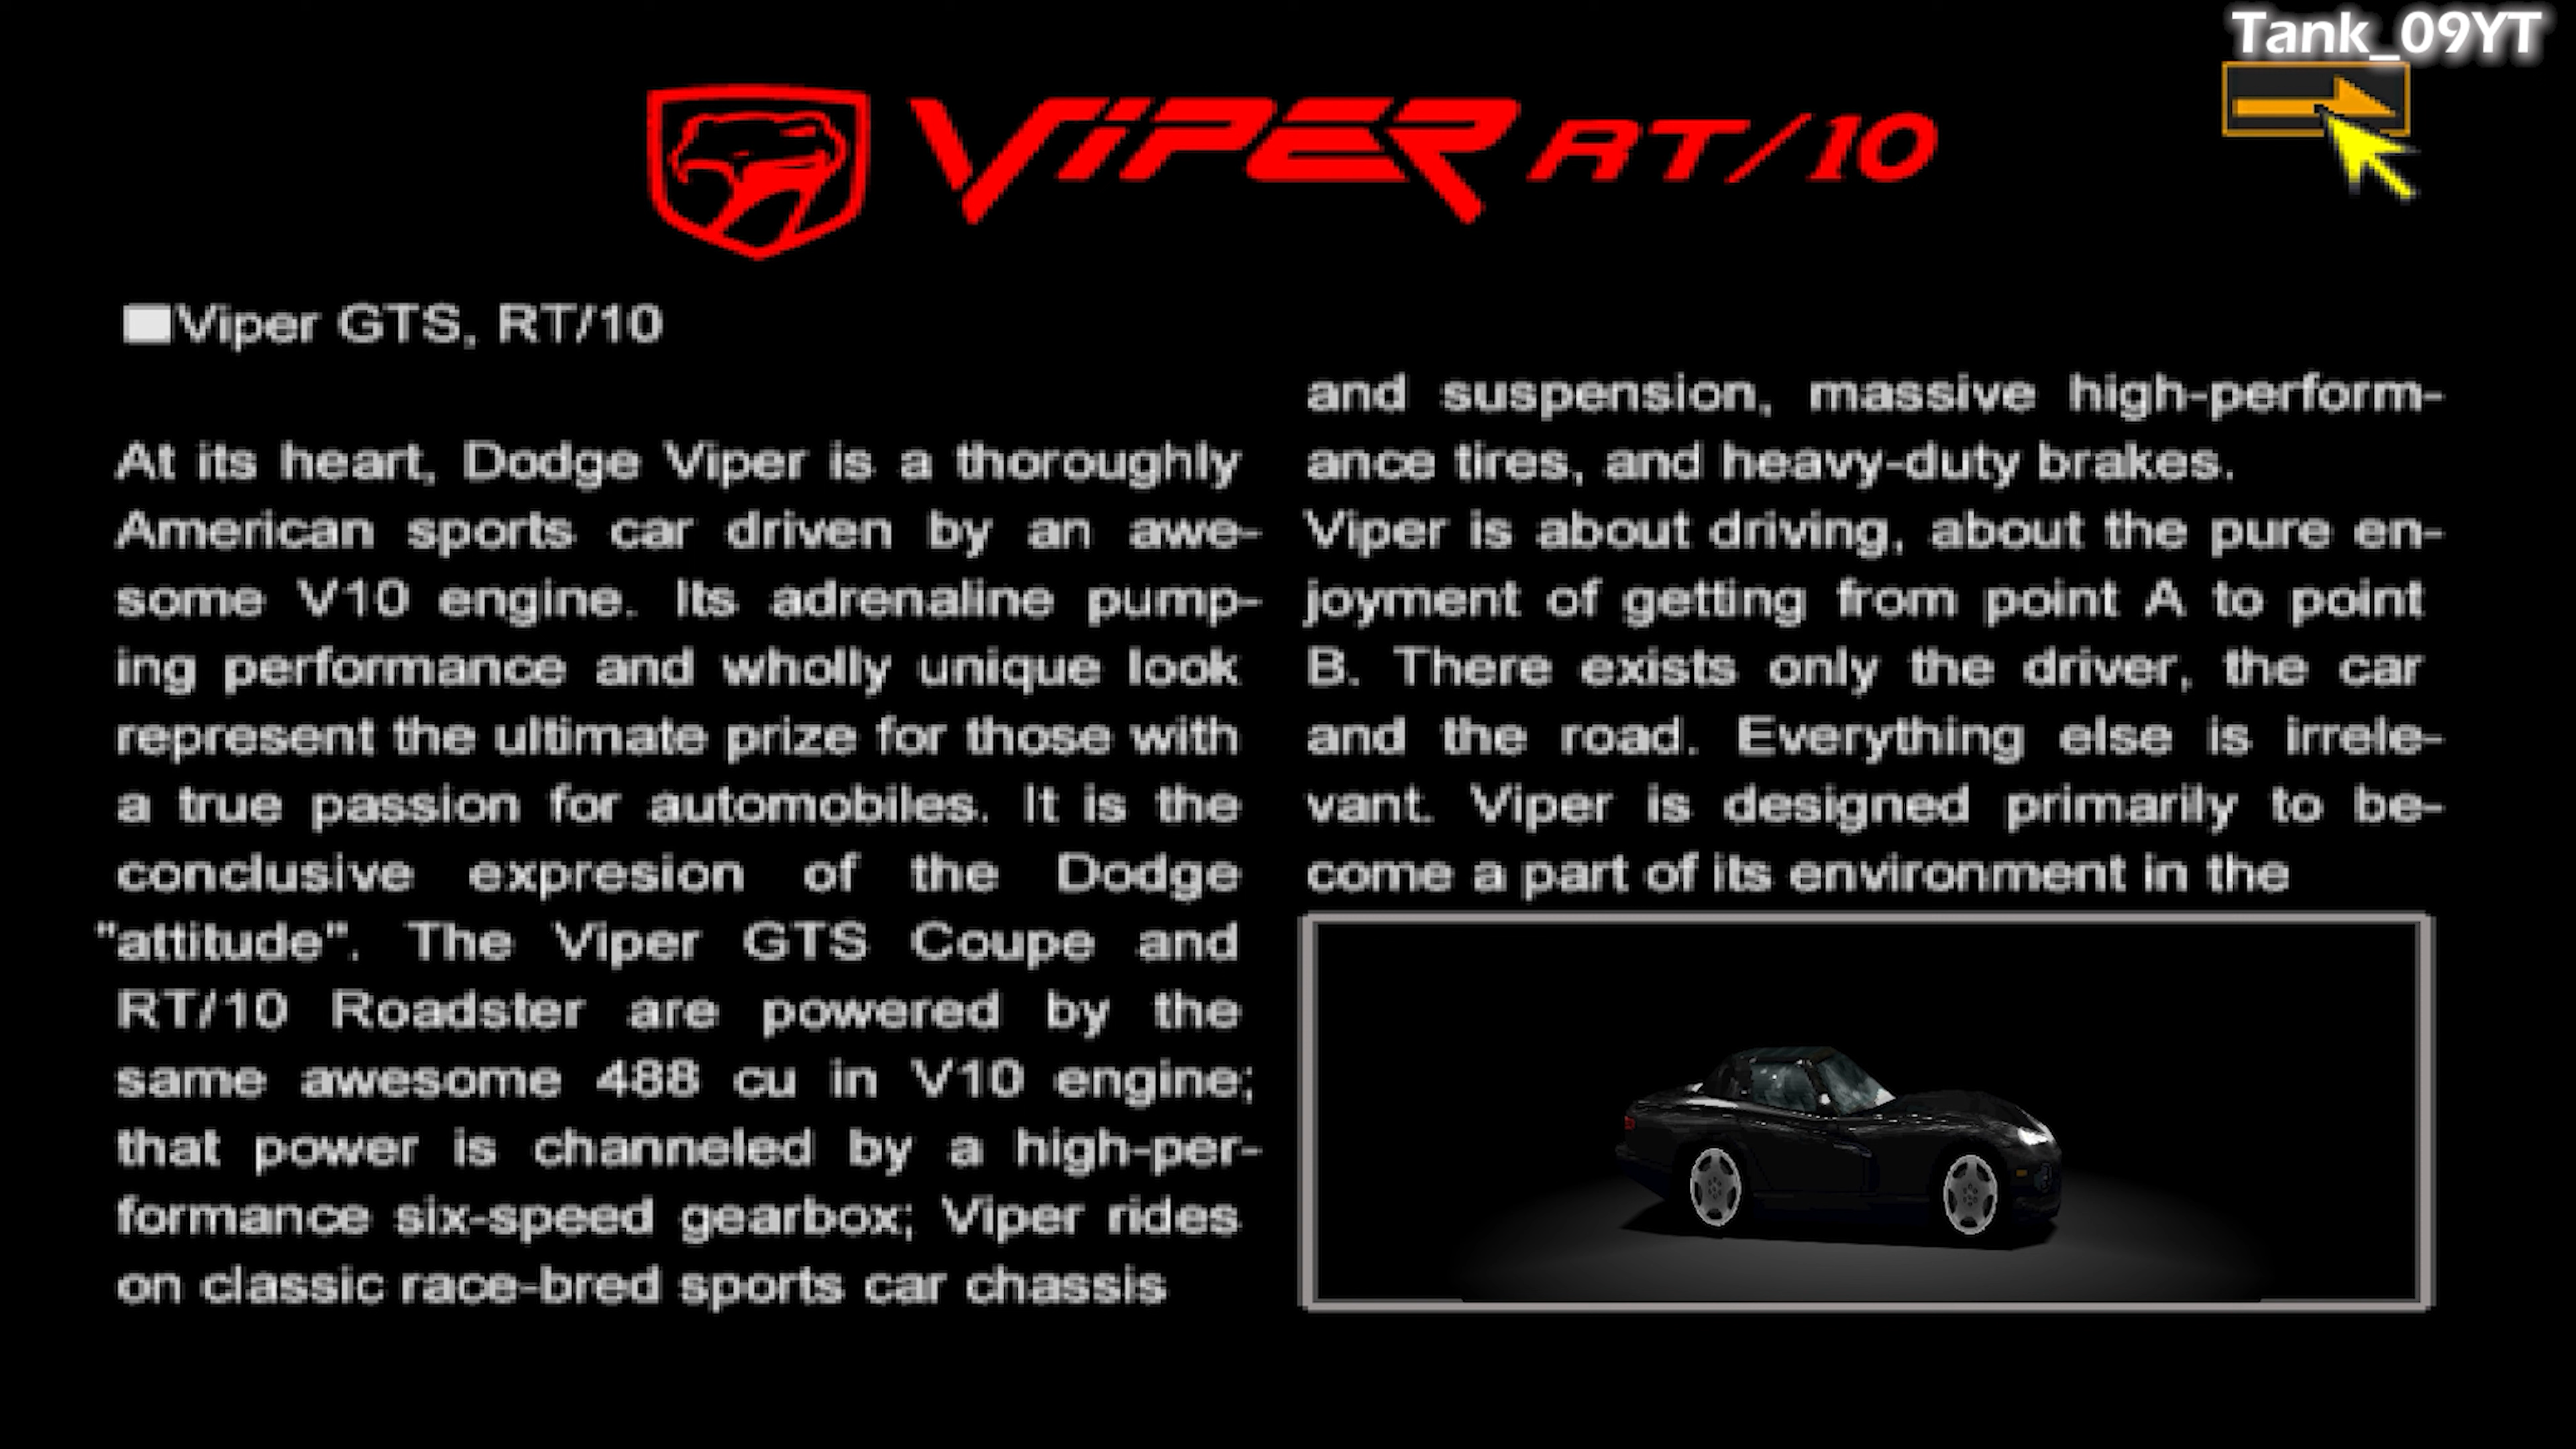 Tank_09YT
VIPER RT/10
■Viper GTS, RT/10
At its heart, Dodge Viper is a thoroughly
American sports car driven by an awe-
some V10 engine. Its adrenaline pump-
ing performance and wholly unique look
represent the ultimate prize for those with
a true passion for automobiles. It is the
conclusive expresion of the Dodge
"attitude". The Viper GTS Coupe and
RT/10 Roadster are powered by the
same awesome 488 cu in V10 engine;
that power is channeled by a high-per-
formance six-speed gearbox; Viper rides
on classic race-bred sports car chassis
and suspension, massive high-perform-
ance tires, and heavy-duty brakes.
Viper is about driving, about the pure en-
joyment of getting from point A to point
B. There exists only the driver, the car
and the road. Everything else is irrele-
vant. Viper is designed primarily to be-
come a part of its environment in the